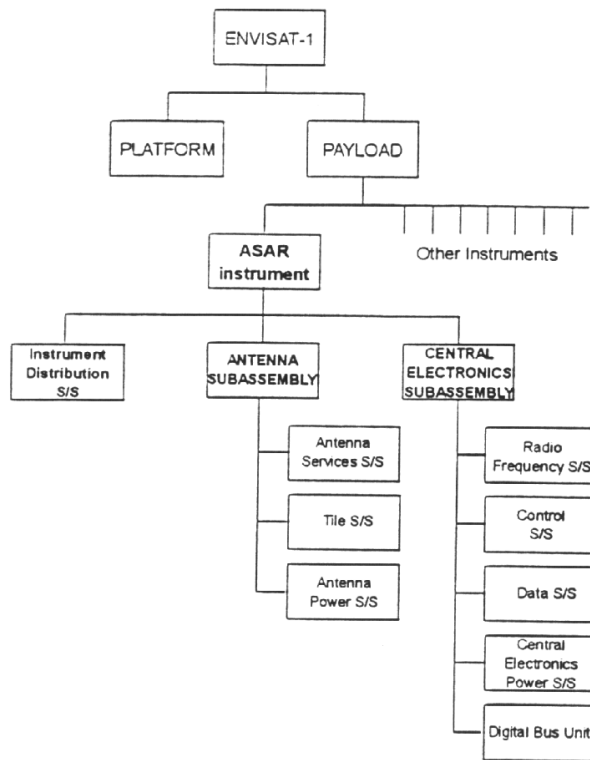 ENVISAT-1
PLATFORM
PAYLOAD
ASAR
instrument
Other Instruments
Instrument
Distribution
S/S
ANTENNA
SUBASSEMBLY
CENTRAL
ELECTRONICS
SUBASSEMBLY
Antenna
Services S/S
Tile S/S
Antenna
Power S/S
Radio
Frequency S/S
Control
S/S
Data S/S
Central
Electronics
Power S/S
Digital Bus Unit